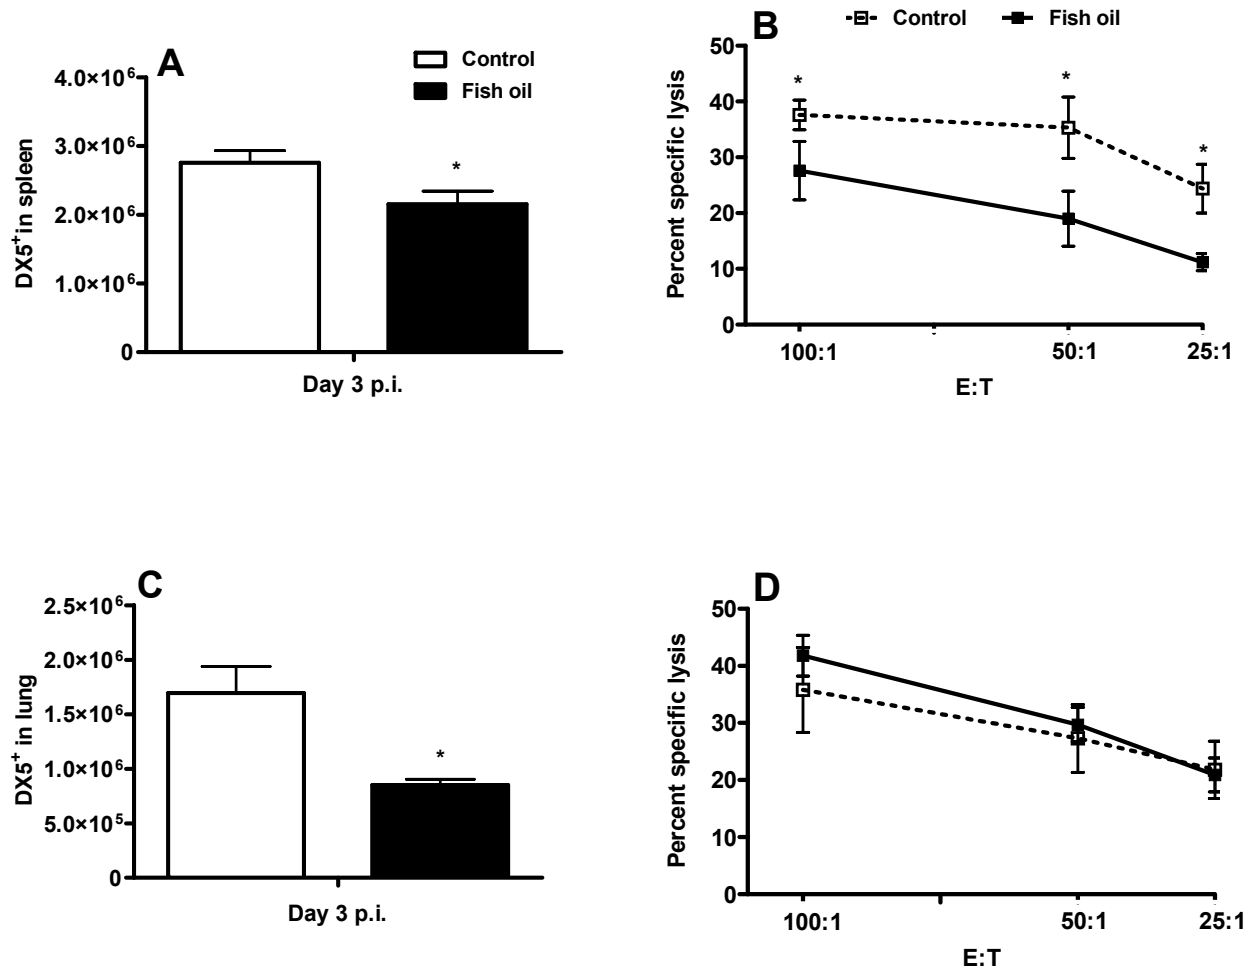 A
Control
Fish oil
4.0×10⁶
3.0×10⁶
2.0×10⁶
1.0×10⁶
0
DX5⁺in spleen
*
Day 3 p.i.
Control
Fish oil
B
50
40
30
20
10
0
Percent specific lysis
*
*
*
100:1
50:1
25:1
E:T
C
2.5×10⁶
2.0×10⁶
1.5×10⁶
1.0×10⁶
5.0×10⁵
0
DX5⁺ in lung
*
Day 3 p.i.
D
50
40
30
20
10
0
Percent specific lysis
100:1
50:1
25:1
E:T